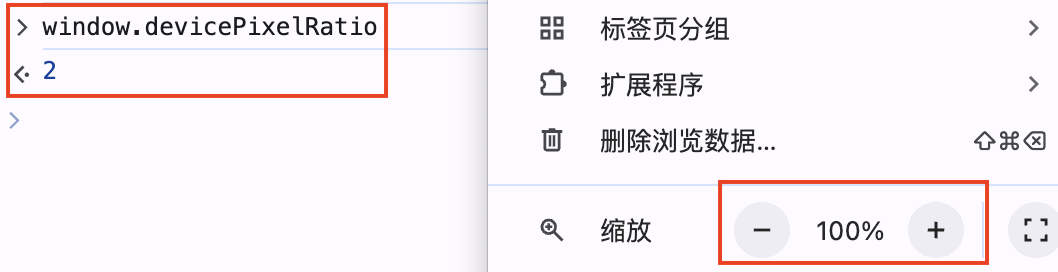 window.devicePixelRatio
2
标签页分组
扩展程序
删除浏览数据... ⇧⌘⌫
缩放 − 100% +